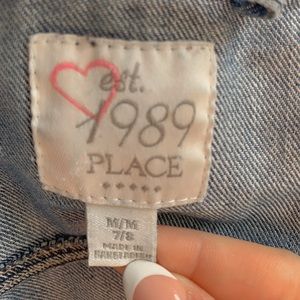 est.
1989
PLACE
M/M
7/8
MADE IN
BANGLADESH